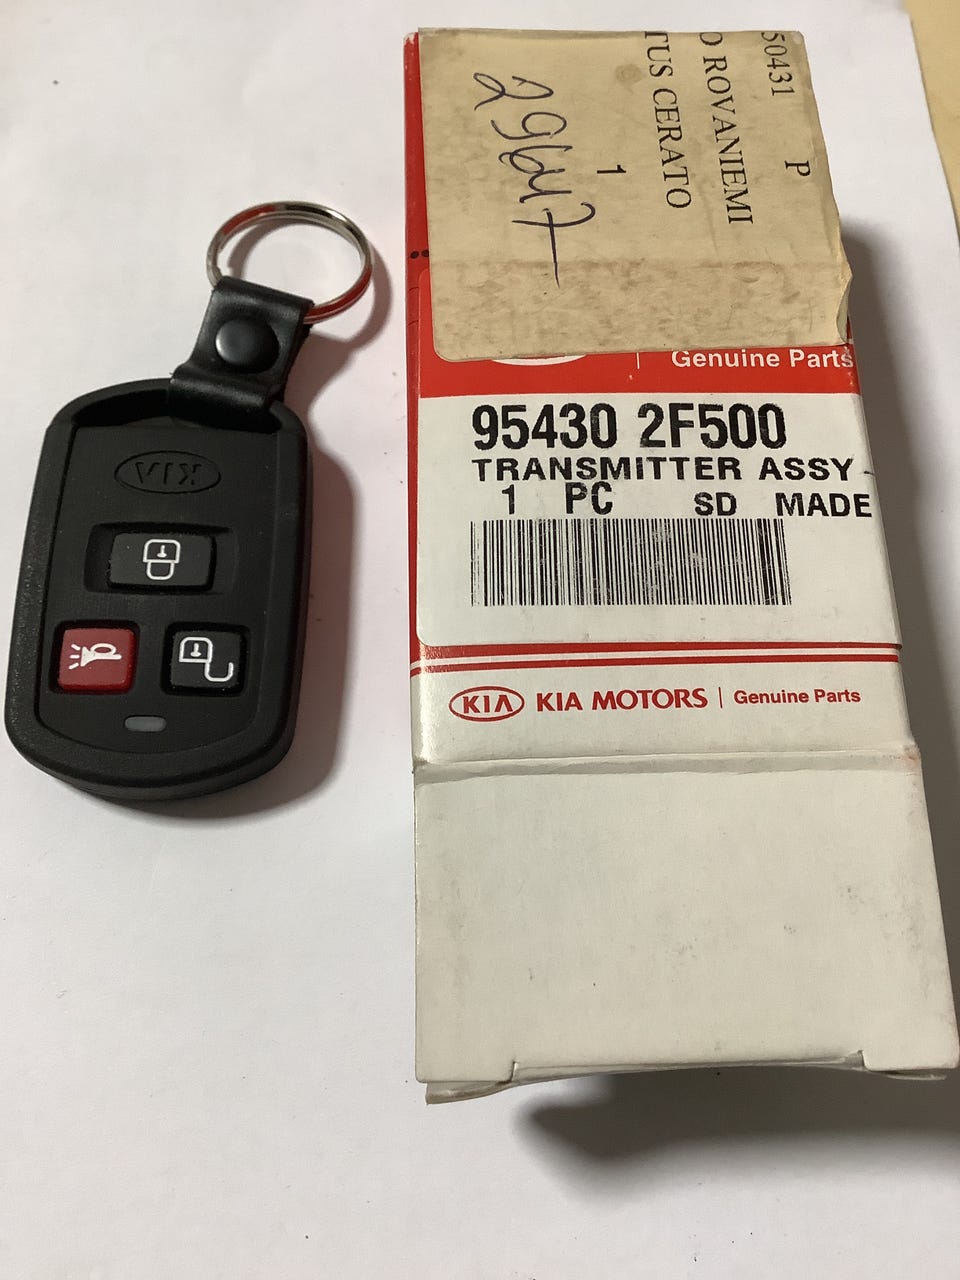 KIA
50431 P
O ROVANIEMI
TUS CERATO
1
29647
Genuine Parts
95430 2F500
TRANSMITTER ASSY-
1 PC SD MADE
KIA KIA MOTORS | Genuine Parts